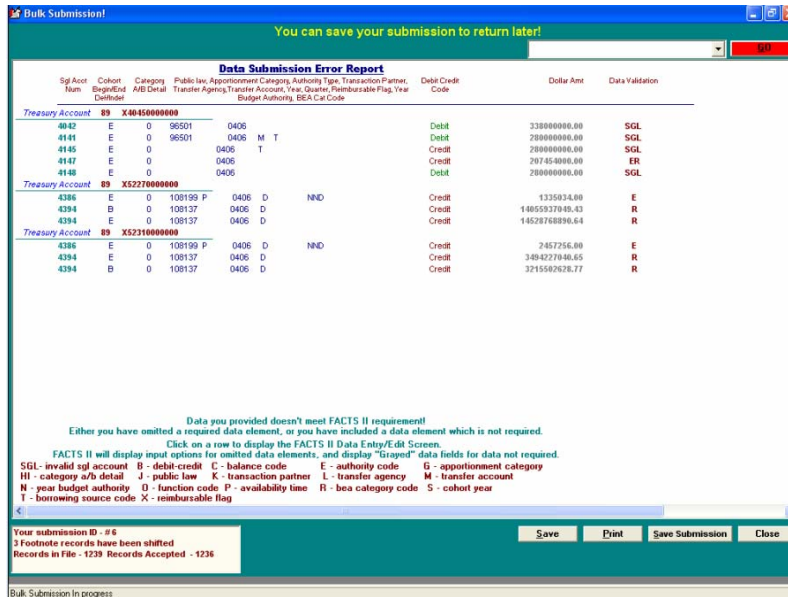 Bulk Submission!
You can save your submission to return later!
GO
Data Submission Error Report
Sgl Acct Num Cohort Begin/End Def/Indef Category A/B Detail Public law, Apportionment Category, Authority Type, Transaction Partner, Transfer Agency, Transfer Account, Year, Quarter, Reimbursable Flag, Year Budget Authority, BEA Cat Code Debit Credit Code Dollar Amt Data Validation
Treasury Account 89 X40450000000
4042 E 0 96501 0406 Debit 338000000.00 SGL
4141 E 0 96501 0406 M T Debit 280000000.00 SGL
4145 E 0 0406 T Credit 280000000.00 SGL
4147 E 0 0406 Credit 207454000.00 ER
4148 E 0 0406 Debit 280000000.00 SGL
Treasury Account 89 X52270000000
4386 E 0 108199 P 0406 D NND Credit 1335034.00 E
4394 B 0 108137 0406 D Credit 14055937049.43 R
4394 E 0 108137 0406 D Credit 14528768890.64 R
Treasury Account 89 X52310000000
4386 E 0 108199 P 0406 D NND Credit 2457256.00 E
4394 E 0 108137 0406 D Credit 3494227040.65 R
4394 B 0 108137 0406 D Credit 3215502628.77 R
Data you provided doesn't meet FACTS II requirement!
Either you have omitted a required data element, or you have included a data element which is not required.
Click on a row to display the FACTS II Data Entry/Edit Screen.
FACTS II will display input options for omitted data elements, and display "Grayed" data fields for data not required.
SGL- invalid sgl account B - debit-credit C - balance code E - authority code G - apportionment category
HI - category a/b detail J - public law K - transaction partner L - transfer agency M - transfer account
N - year budget authority O - function code P - availability time R - bea category code S - cohort year
T - borrowing source code X - reimbursable flag
Your submission ID - # 6
3 Footnote records have been shifted
Records in File - 1239 Records Accepted - 1236
Save Print Save Submission Close
Bulk Submission In progress